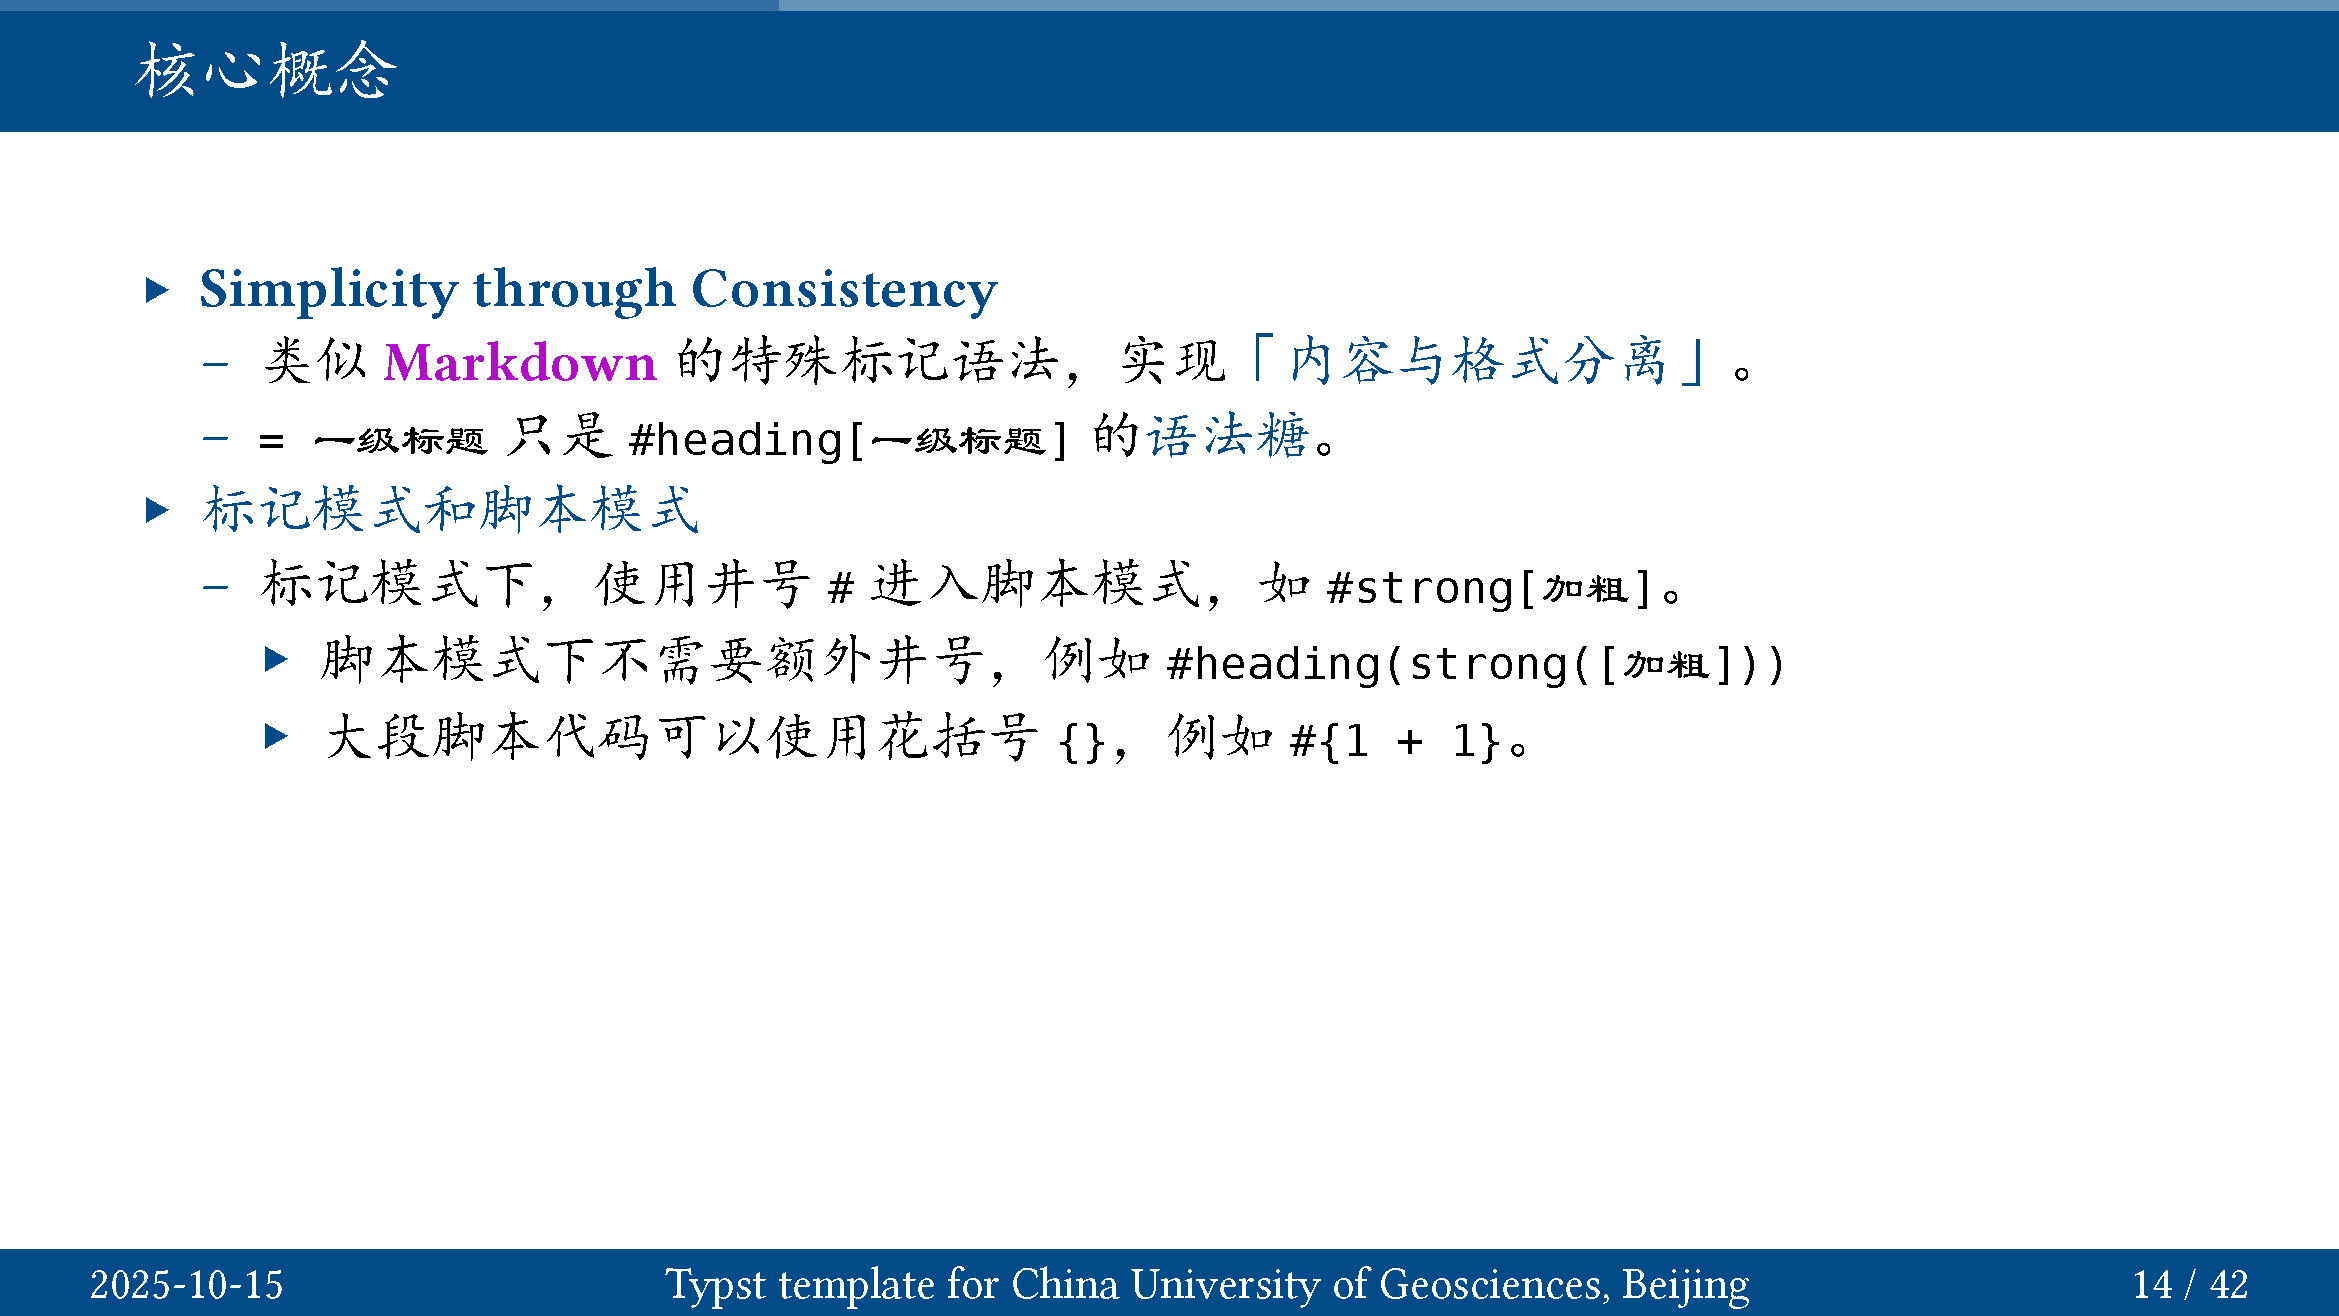 核心概念
▶ Simplicity through Consistency
– 类似 Markdown 的特殊标记语法，实现「内容与格式分离」。
– = 一级标题 只是 #heading[一级标题] 的语法糖。
▶ 标记模式和脚本模式
– 标记模式下，使用井号 # 进入脚本模式，如 #strong[加粗]。
▶ 脚本模式下不需要额外井号，例如 #heading(strong([加粗]))
▶ 大段脚本代码可以使用花括号 {}，例如 #{1 + 1}。
2025-10-15 Typst template for China University of Geosciences, Beijing 14 / 42